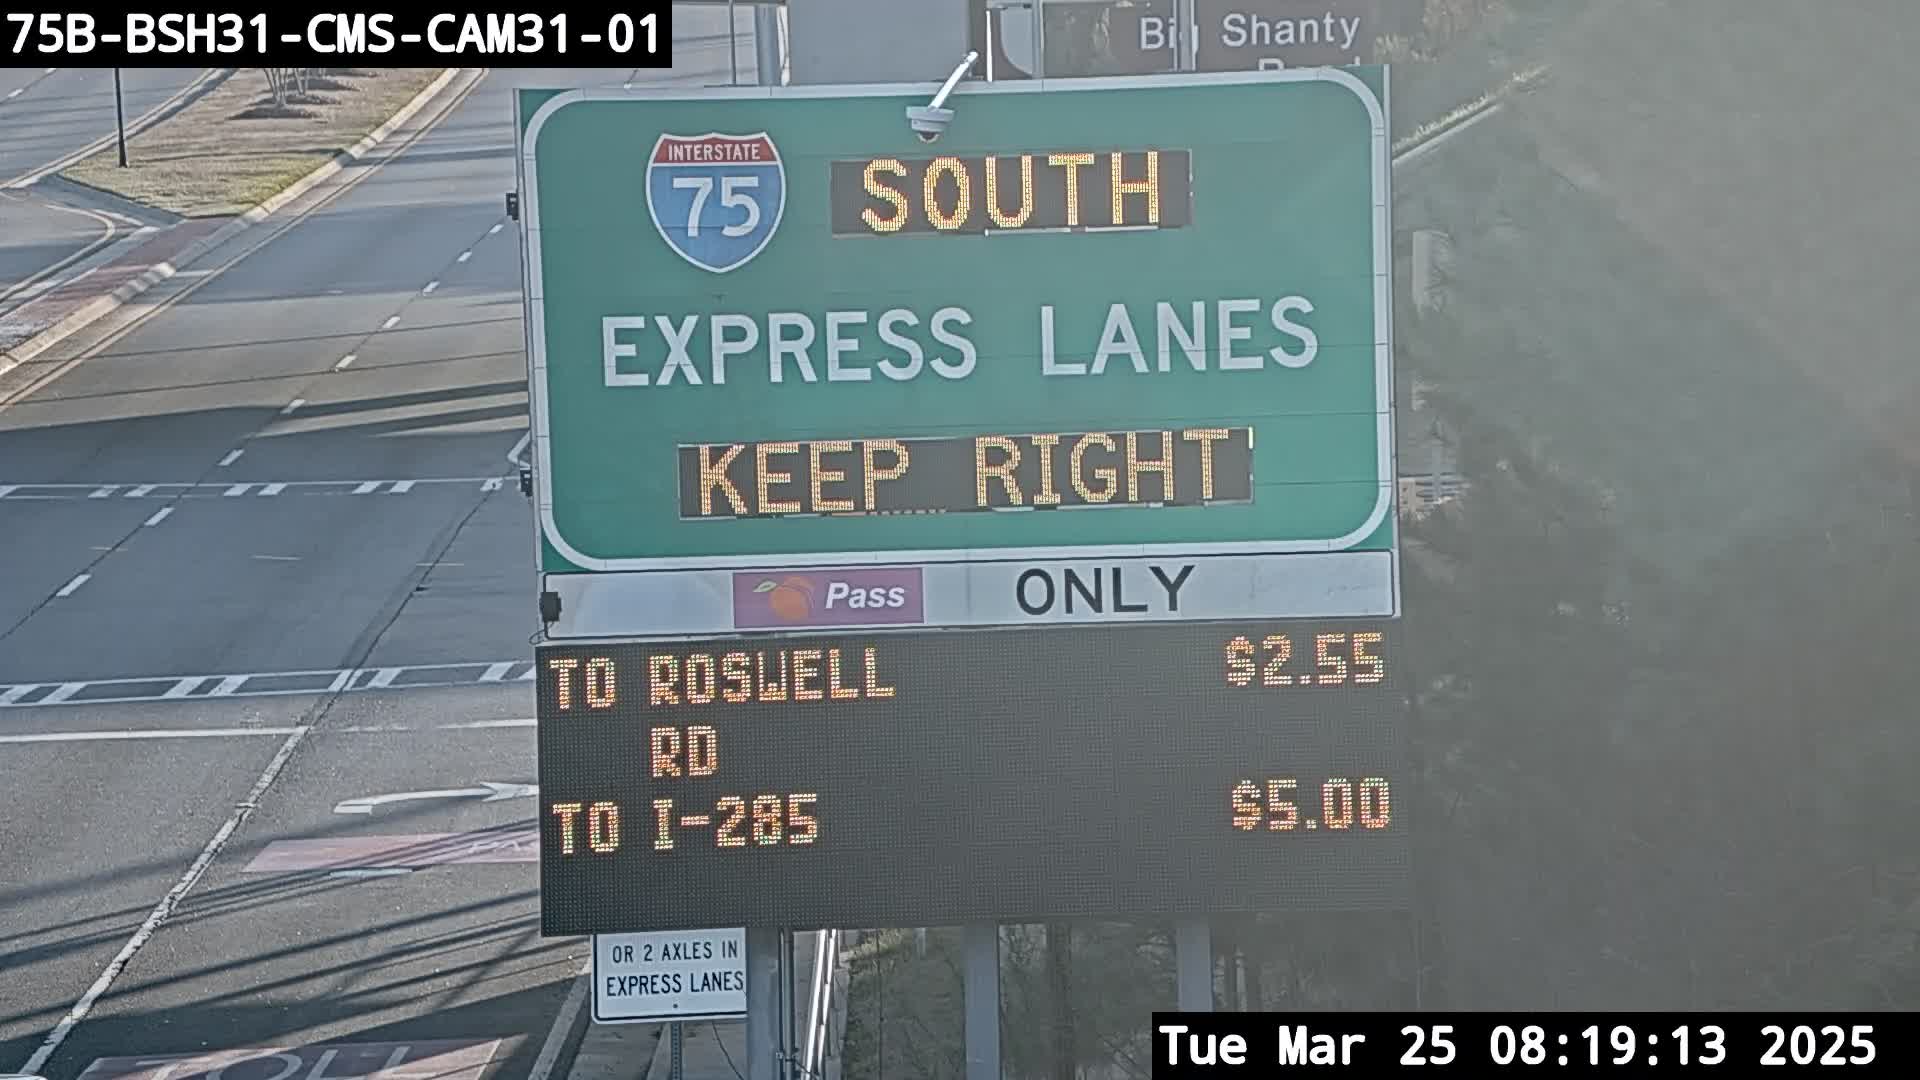 75B-BSH31-CMS-CAM31-01
Big Shanty
Road
INTERSTATE
75
SOUTH
EXPRESS LANES
KEEP RIGHT
Pass
ONLY
TO ROSWELL $2.55
RD
TO I-285 $5.00
OR 2 AXLES IN
EXPRESS LANES
TOLL
Tue Mar 25 08:19:13 2025